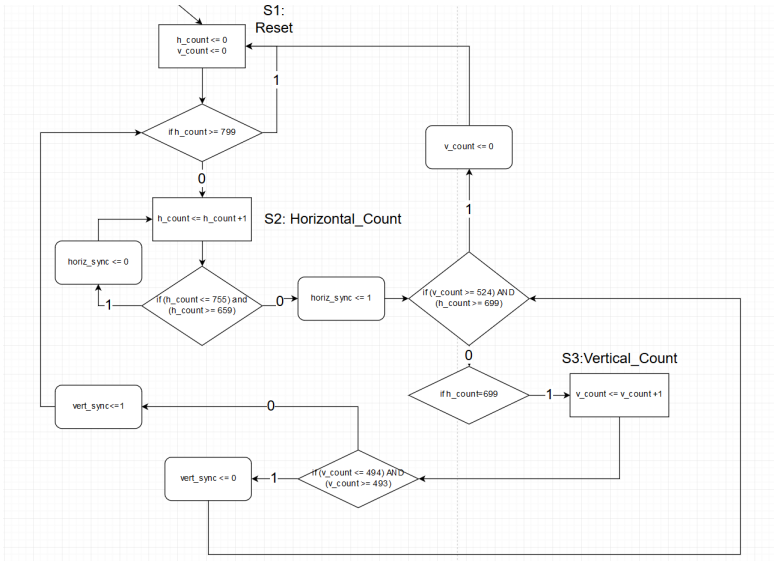 S1:
Reset
h_count <= 0
v_count <= 0
1
if h_count >= 799
v_count <= 0
0
1
h_count <= h_count +1
S2: Horizontal_Count
horiz_sync <= 0
if (v_count >= 524) AND
(h_count >= 699)
if (h_count <= 755) and
(h_count >= 659)
1
0
horiz_sync <= 1
0
S3:Vertical_Count
if h_count=699
1
v_count <= v_count +1
vert_sync<=1
0
if (v_count <= 494) AND
(v_count >= 493)
1
vert_sync <= 0